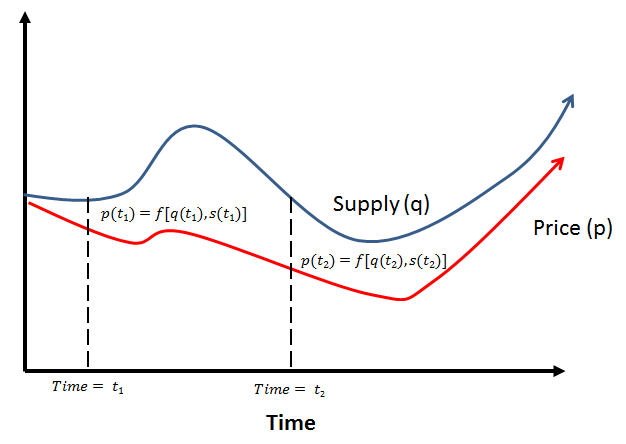 p(t₁) = f[q(t₁),s(t₁)]
Supply (q)
Price (p)
p(t₂) = f[q(t₂),s(t₂)]
Time = t₁
Time = t₂
Time